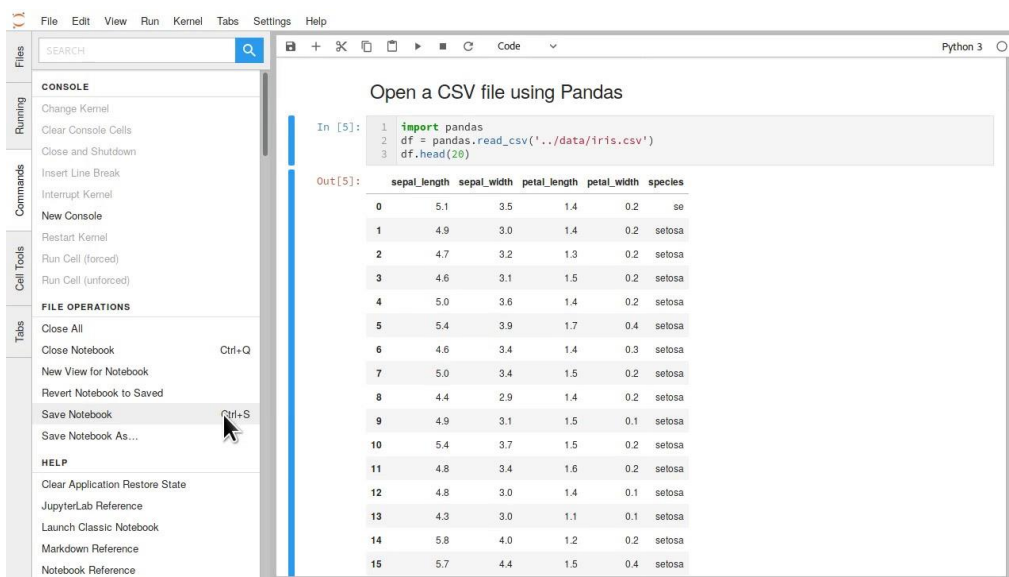 File Edit View Run Kernel Tabs Settings Help
Files
Running
Commands
Cell Tools
Tabs
SEARCH
CONSOLE
Change Kernel
Clear Console Cells
Close and Shutdown
Insert Line Break
Interrupt Kernel
New Console
Restart Kernel
Run Cell (forced)
Run Cell (unforced)
FILE OPERATIONS
Close All
Close Notebook Ctrl+Q
New View for Notebook
Revert Notebook to Saved
Save Notebook Ctrl+S
Save Notebook As…
HELP
Clear Application Restore State
JupyterLab Reference
Launch Classic Notebook
Markdown Reference
Notebook Reference
Code Python 3
Open a CSV file using Pandas
In [5]: 1 import pandas
2 df = pandas.read_csv('../data/iris.csv')
3 df.head(20)
Out[5]: sepal_length sepal_width petal_length petal_width species
0 5.1 3.5 1.4 0.2 se
1 4.9 3.0 1.4 0.2 setosa
2 4.7 3.2 1.3 0.2 setosa
3 4.6 3.1 1.5 0.2 setosa
4 5.0 3.6 1.4 0.2 setosa
5 5.4 3.9 1.7 0.4 setosa
6 4.6 3.4 1.4 0.3 setosa
7 5.0 3.4 1.5 0.2 setosa
8 4.4 2.9 1.4 0.2 setosa
9 4.9 3.1 1.5 0.1 setosa
10 5.4 3.7 1.5 0.2 setosa
11 4.8 3.4 1.6 0.2 setosa
12 4.8 3.0 1.4 0.1 setosa
13 4.3 3.0 1.1 0.1 setosa
14 5.8 4.0 1.2 0.2 setosa
15 5.7 4.4 1.5 0.4 setosa